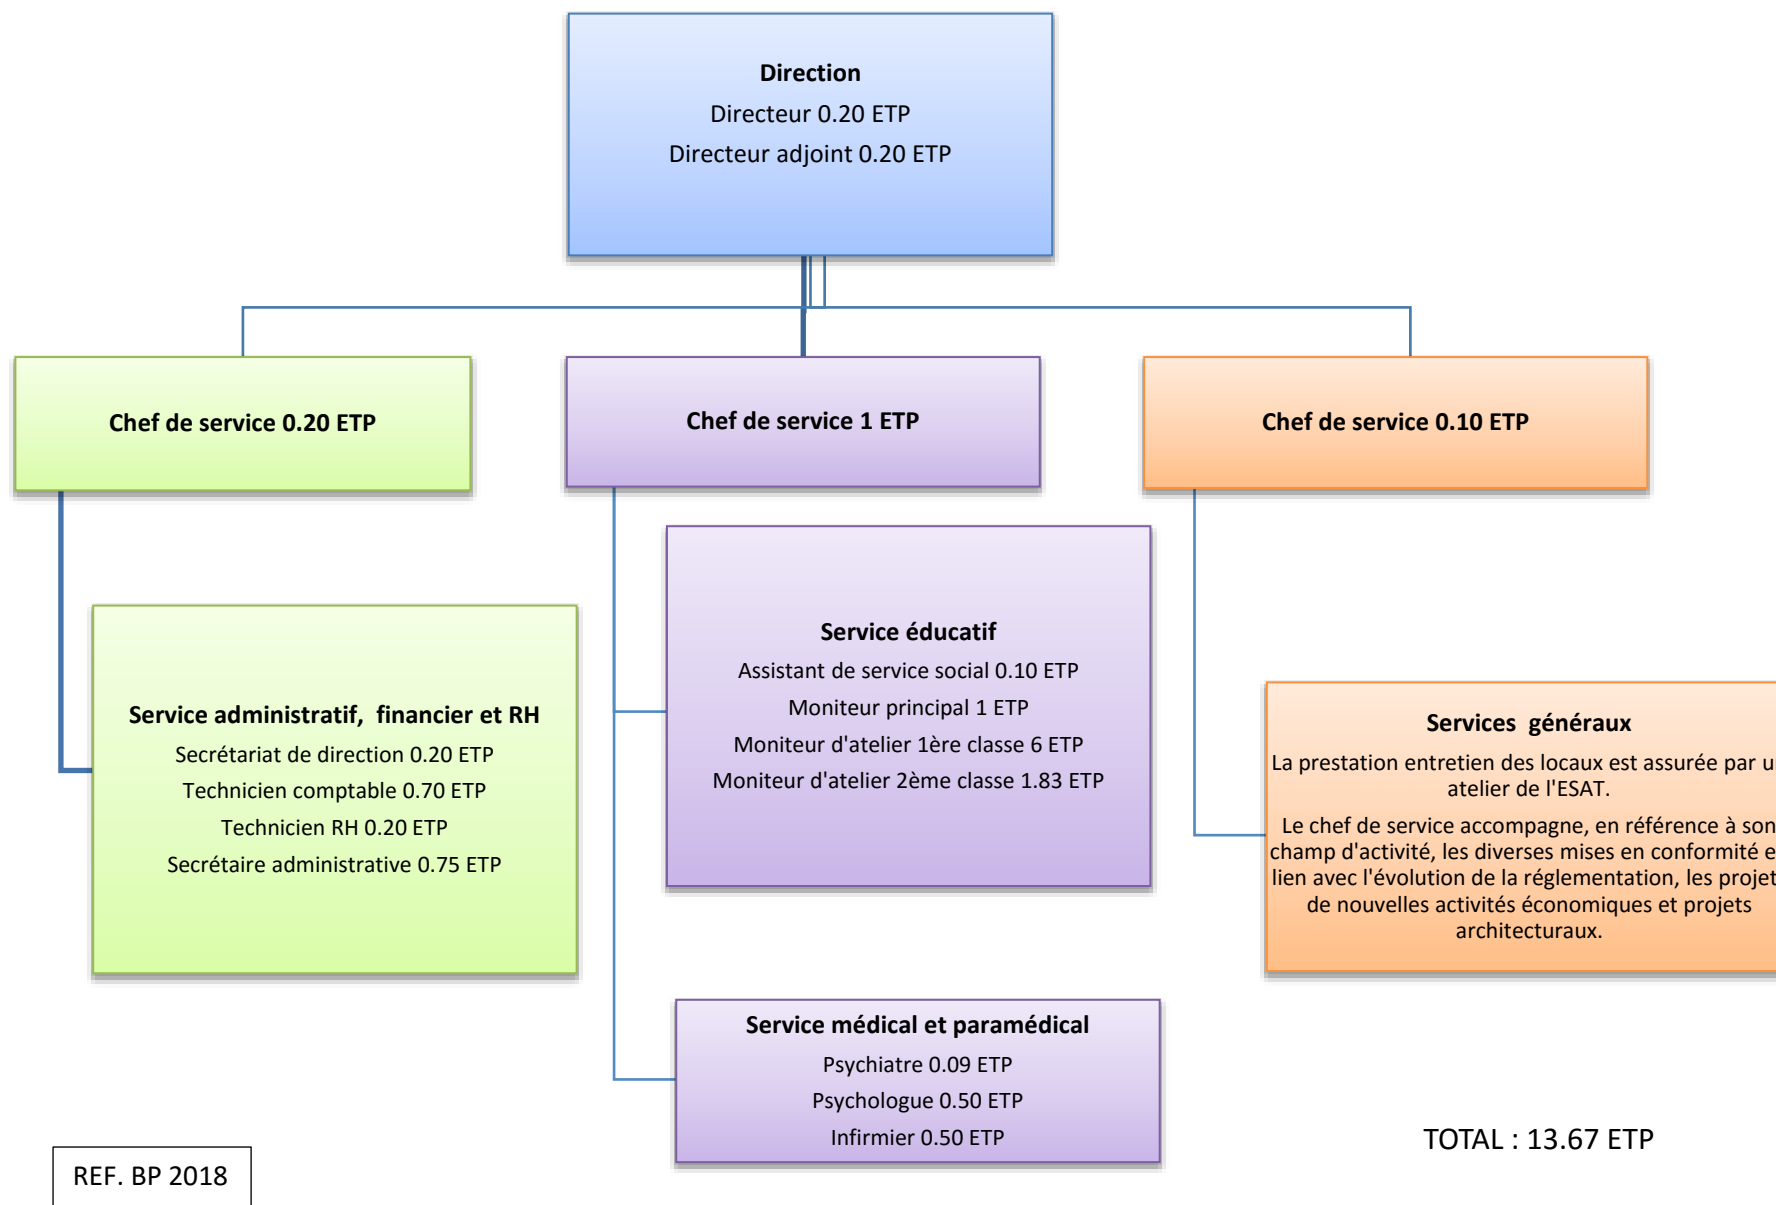 Direction
Directeur 0.20 ETP
Directeur adjoint 0.20 ETP
Chef de service 0.20 ETP
Chef de service 1 ETP
Chef de service 0.10 ETP
Service administratif, financier et RH
Secrétariat de direction 0.20 ETP
Technicien comptable 0.70 ETP
Technicien RH 0.20 ETP
Secrétaire administrative 0.75 ETP
Service éducatif
Assistant de service social 0.10 ETP
Moniteur principal 1 ETP
Moniteur d'atelier 1ère classe 6 ETP
Moniteur d'atelier 2ème classe 1.83 ETP
Service médical et paramédical
Psychiatre 0.09 ETP
Psychologue 0.50 ETP
Infirmier 0.50 ETP
Services généraux
La prestation entretien des locaux est assurée par
atelier de l'ESAT.
Le chef de service accompagne, en référence à son
champ d'activité, les diverses mises en conformité
lien avec l'évolution de la réglementation, les
de nouvelles activités économiques et projets
architecturaux.
TOTAL : 13.67 ETP
REF. BP 2018